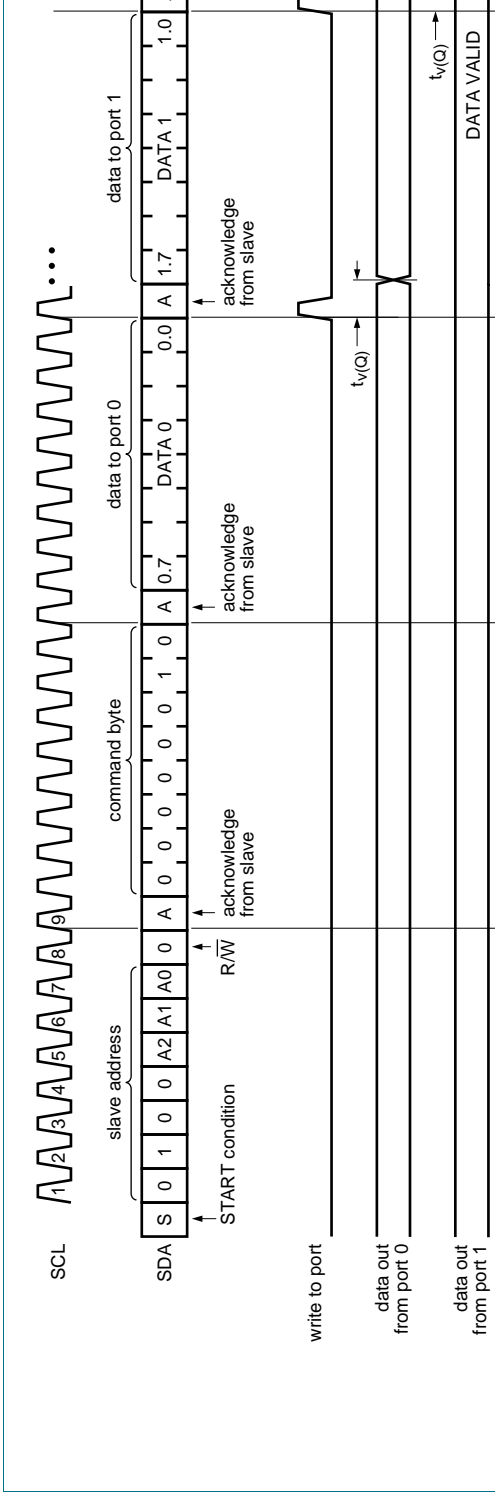 SCL 1 2 3 4 5 6 7 8 9
slave address command byte data to port 0 data to port 1
SDA S 0 1 0 0 A2 A1 A0 0 A 0 0 0 0 0 0 1 0 A 0.7 DATA 0 0.0 A 1.7 DATA 1 1.0
START condition R/W̅ acknowledge acknowledge acknowledge
from slave from slave from slave
write to port
tv(Q)
data out
from port 0
tv(Q)
data out
from port 1
DATA VALID